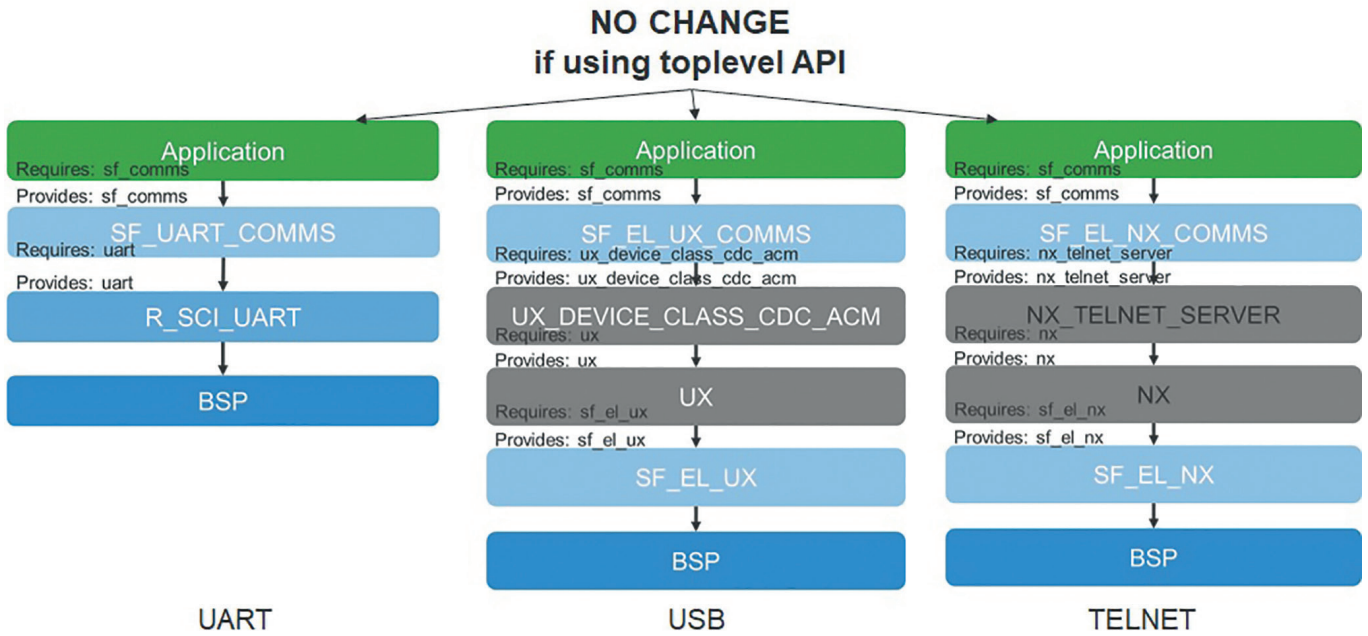 NO CHANGE
if using toplevel API
Application
Requires: sf_comms
Provides: sf_comms
SF_UART_COMMS
Requires: uart
Provides: uart
R_SCI_UART
BSP
UART
Application
Requires: sf_comms
Provides: sf_comms
SF_EL_UX_COMMS
Requires: ux_device_class_cdc_acm
Provides: ux_device_class_cdc_acm
UX_DEVICE_CLASS_CDC_ACM
Requires: ux
Provides: ux
UX
Requires: sf_el_ux
Provides: sf_el_ux
SF_EL_UX
BSP
USB
Application
Requires: sf_comms
Provides: sf_comms
SF_EL_NX_COMMS
Requires: nx_telnet_server
Provides: nx_telnet_server
NX_TELNET_SERVER
Requires: nx
Provides: nx
NX
Requires: sf_el_nx
Provides: sf_el_nx
SF_EL_NX
BSP
TELNET